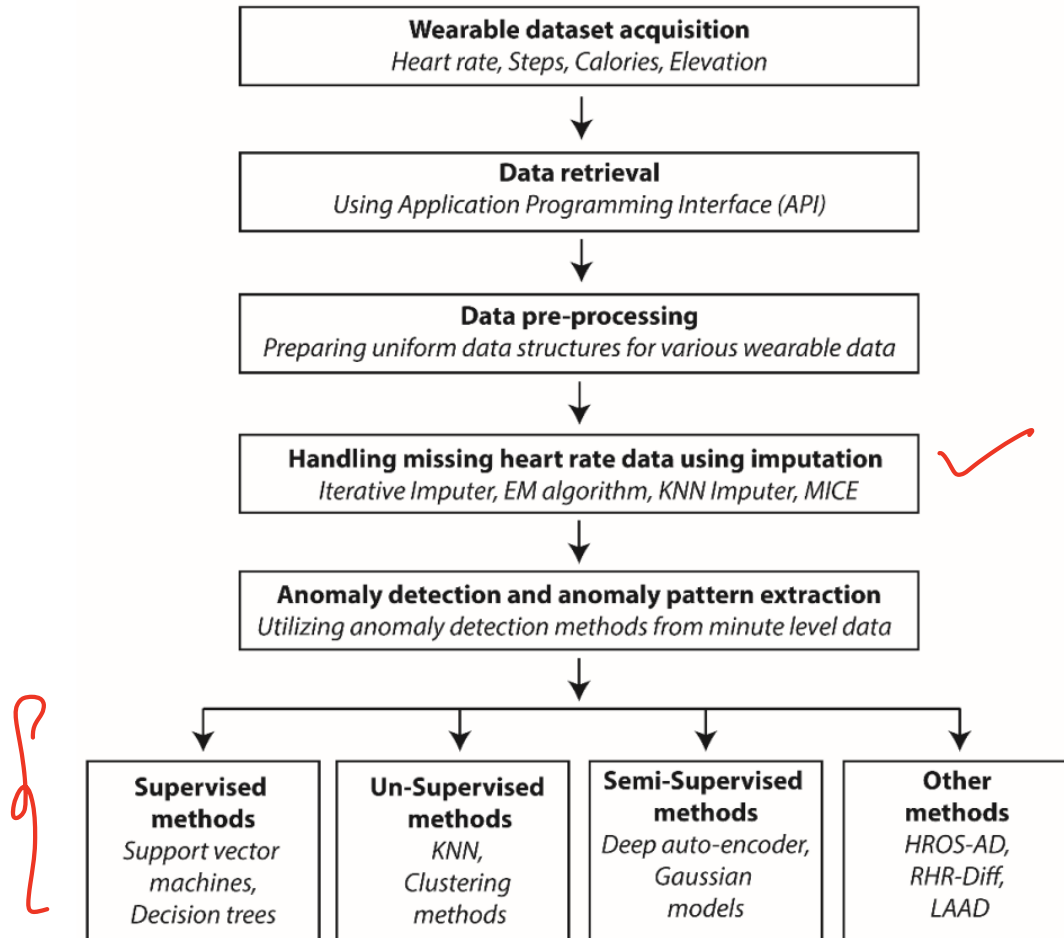 Wearable dataset acquisition
Heart rate, Steps, Calories, Elevation
Data retrieval
Using Application Programming Interface (API)
Data pre-processing
Preparing uniform data structures for various wearable data
Handling missing heart rate data using imputation
Iterative Imputer, EM algorithm, KNN Imputer, MICE
Anomaly detection and anomaly pattern extraction
Utilizing anomaly detection methods from minute level data
Supervised
methods
Support vector
machines,
Decision trees
Un-Supervised
methods
KNN,
Clustering
methods
Semi-Supervised
methods
Deep auto-encoder,
Gaussian
models
Other
methods
HROS-AD,
RHR-Diff,
LAAD